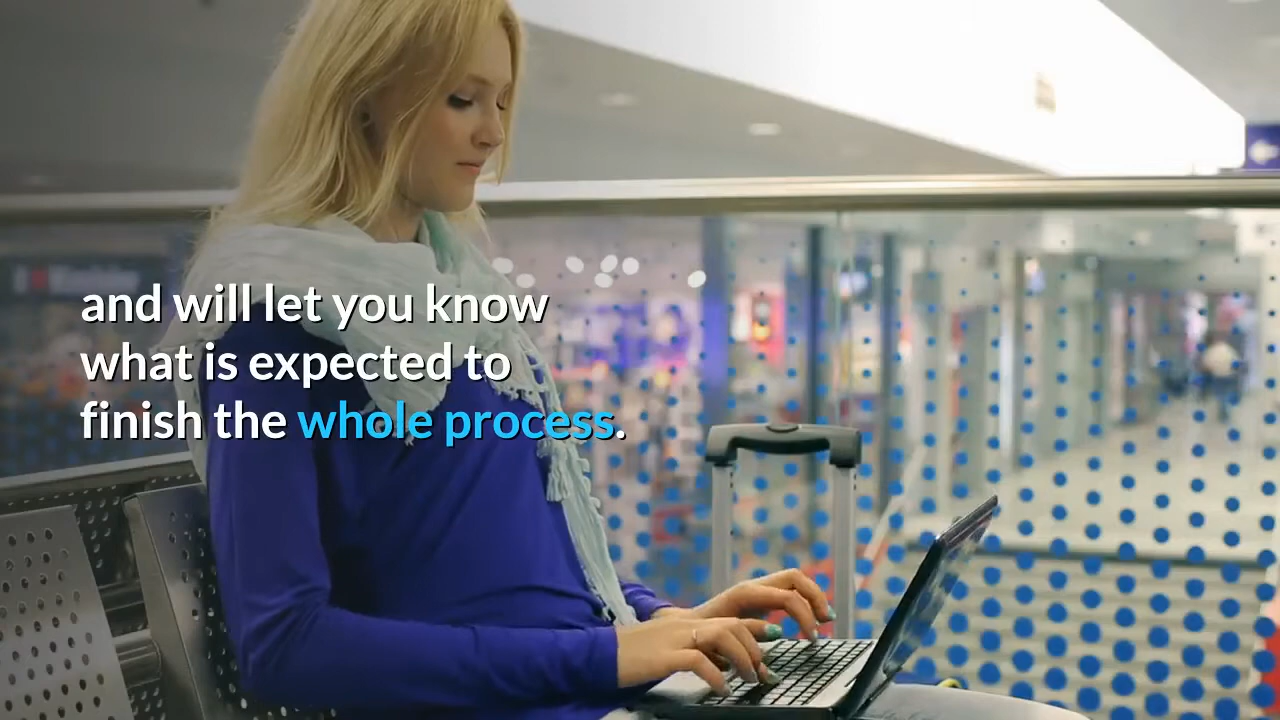 and will let you know
what is expected to
finish the whole process.